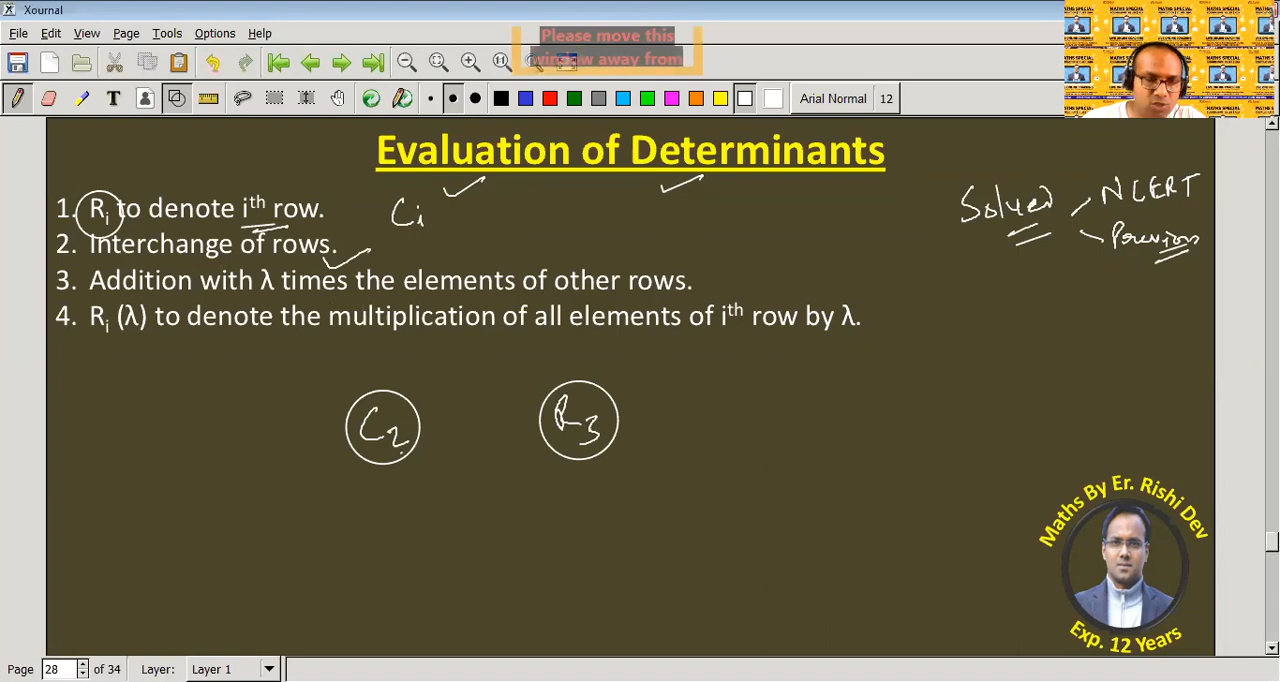 Xournal
File Edit View Page Tools Options Help
Please move this
window away from
Arial Normal 12
Evaluation of Determinants
1. Ri to denote ith row.
Ci
Solved
NCERT
Previous
2. Interchange of rows.
3. Addition with λ times the elements of other rows.
4. Ri (λ) to denote the multiplication of all elements of ith row by λ.
C2
R3
Maths By Er. Rishi Dev
Exp. 12 Years
Page 28 of 34 Layer: Layer 1